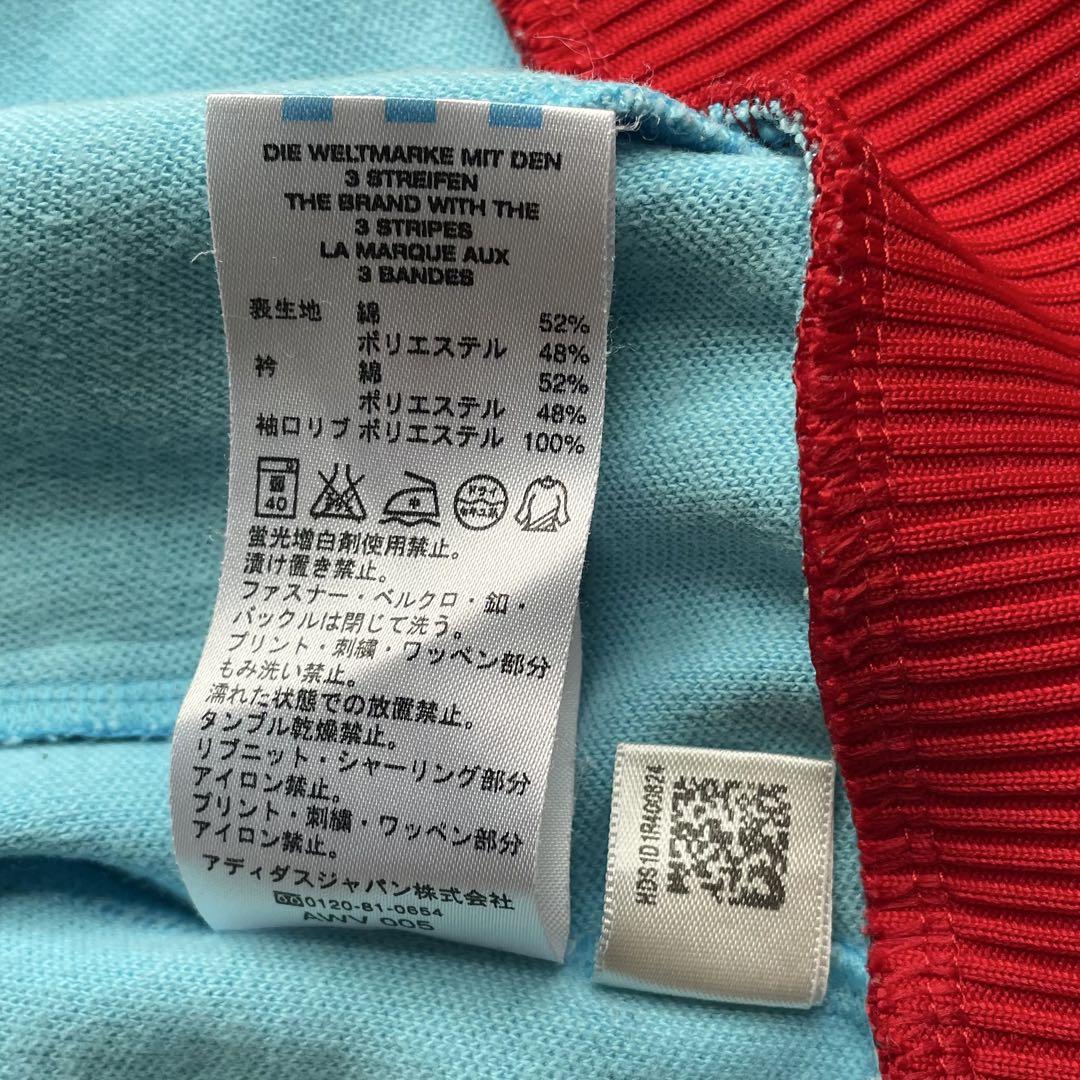 DIE WELTMARKE MIT DEN
3 STREIFEN
THE BRAND WITH THE
3 STRIPES
LA MARQUE AUX
3 BANDES
表生地 綿 52%
ポリエステル 48%
衿 綿 52%
ポリエステル 48%
袖口リブ ポリエステル 100%
40 中 ドライ
蛍光増白剤使用禁止。
漬け置き禁止。
ファスナー・ベルクロ・釦・
バックルは閉じて洗う。
プリント・刺繍・ワッペン部分
もみ洗い禁止。
濡れた状態での放置禁止。
タンブル乾燥禁止。
リブニット・シャーリング部分
アイロン禁止。
プリント・刺繍・ワッペン部分
アイロン禁止。
アディダスジャパン株式会社
0120-81-0654
AWV 005
HDS1D1R400824